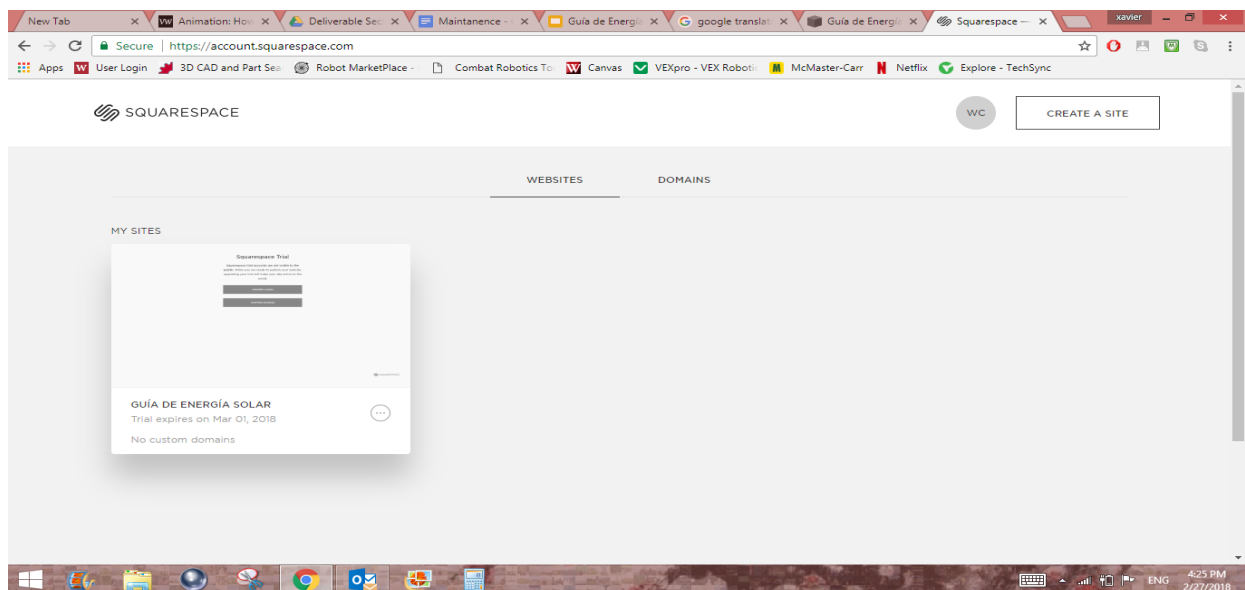 New Tab
Animation: How
Deliverable Sec
Maintanence -
Guía de Energí
google translat
Guía de Energí
Squarespace —
xavier
Secure | https://account.squarespace.com
Apps
User Login
3D CAD and Part Sea
Robot MarketPlace -
Combat Robotics To
Canvas
VEXpro - VEX Roboti
McMaster-Carr
Netflix
Explore - TechSync
SQUARESPACE
WC
CREATE A SITE
WEBSITES
DOMAINS
MY SITES
Squarespace Trial
GUÍA DE ENERGÍA SOLAR
Trial expires on Mar 01, 2018
No custom domains
ENG
4:25 PM
2/27/2018